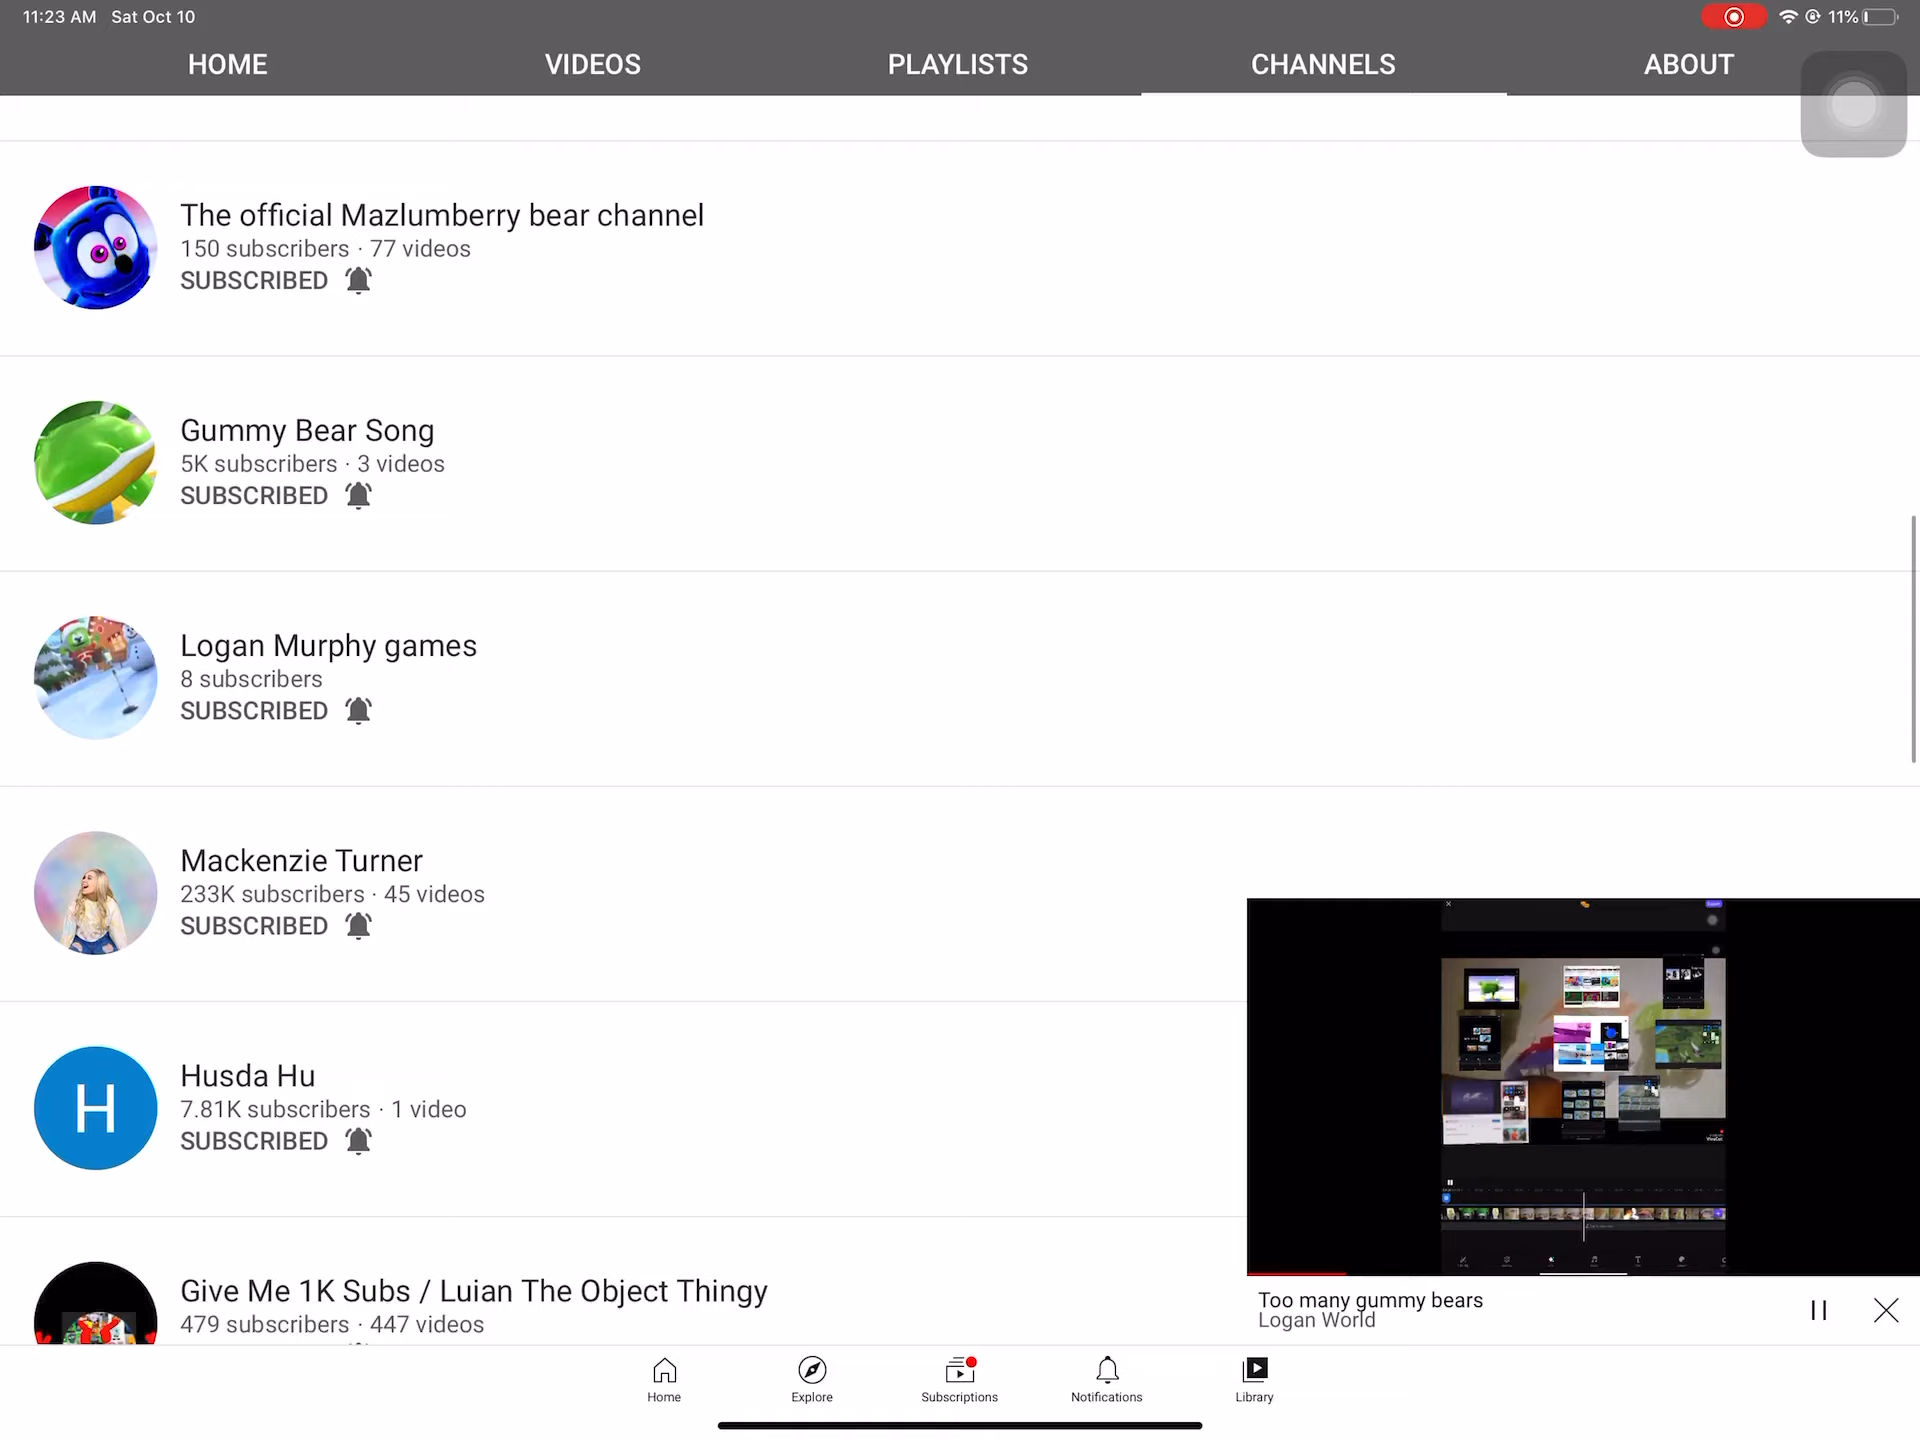 11:23 AM Sat Oct 10
11%
HOME VIDEOS PLAYLISTS CHANNELS ABOUT
The official Mazlumberry bear channel
150 subscribers · 77 videos
SUBSCRIBED
Gummy Bear Song
5K subscribers · 3 videos
SUBSCRIBED
Logan Murphy games
8 subscribers
SUBSCRIBED
Mackenzie Turner
233K subscribers · 45 videos
SUBSCRIBED
Husda Hu
H
7.81K subscribers · 1 video
SUBSCRIBED
Give Me 1K Subs / Luian The Object Thingy
479 subscribers · 447 videos
VivaCut
Too many gummy bears
Logan World
Home Explore Subscriptions Notifications Library